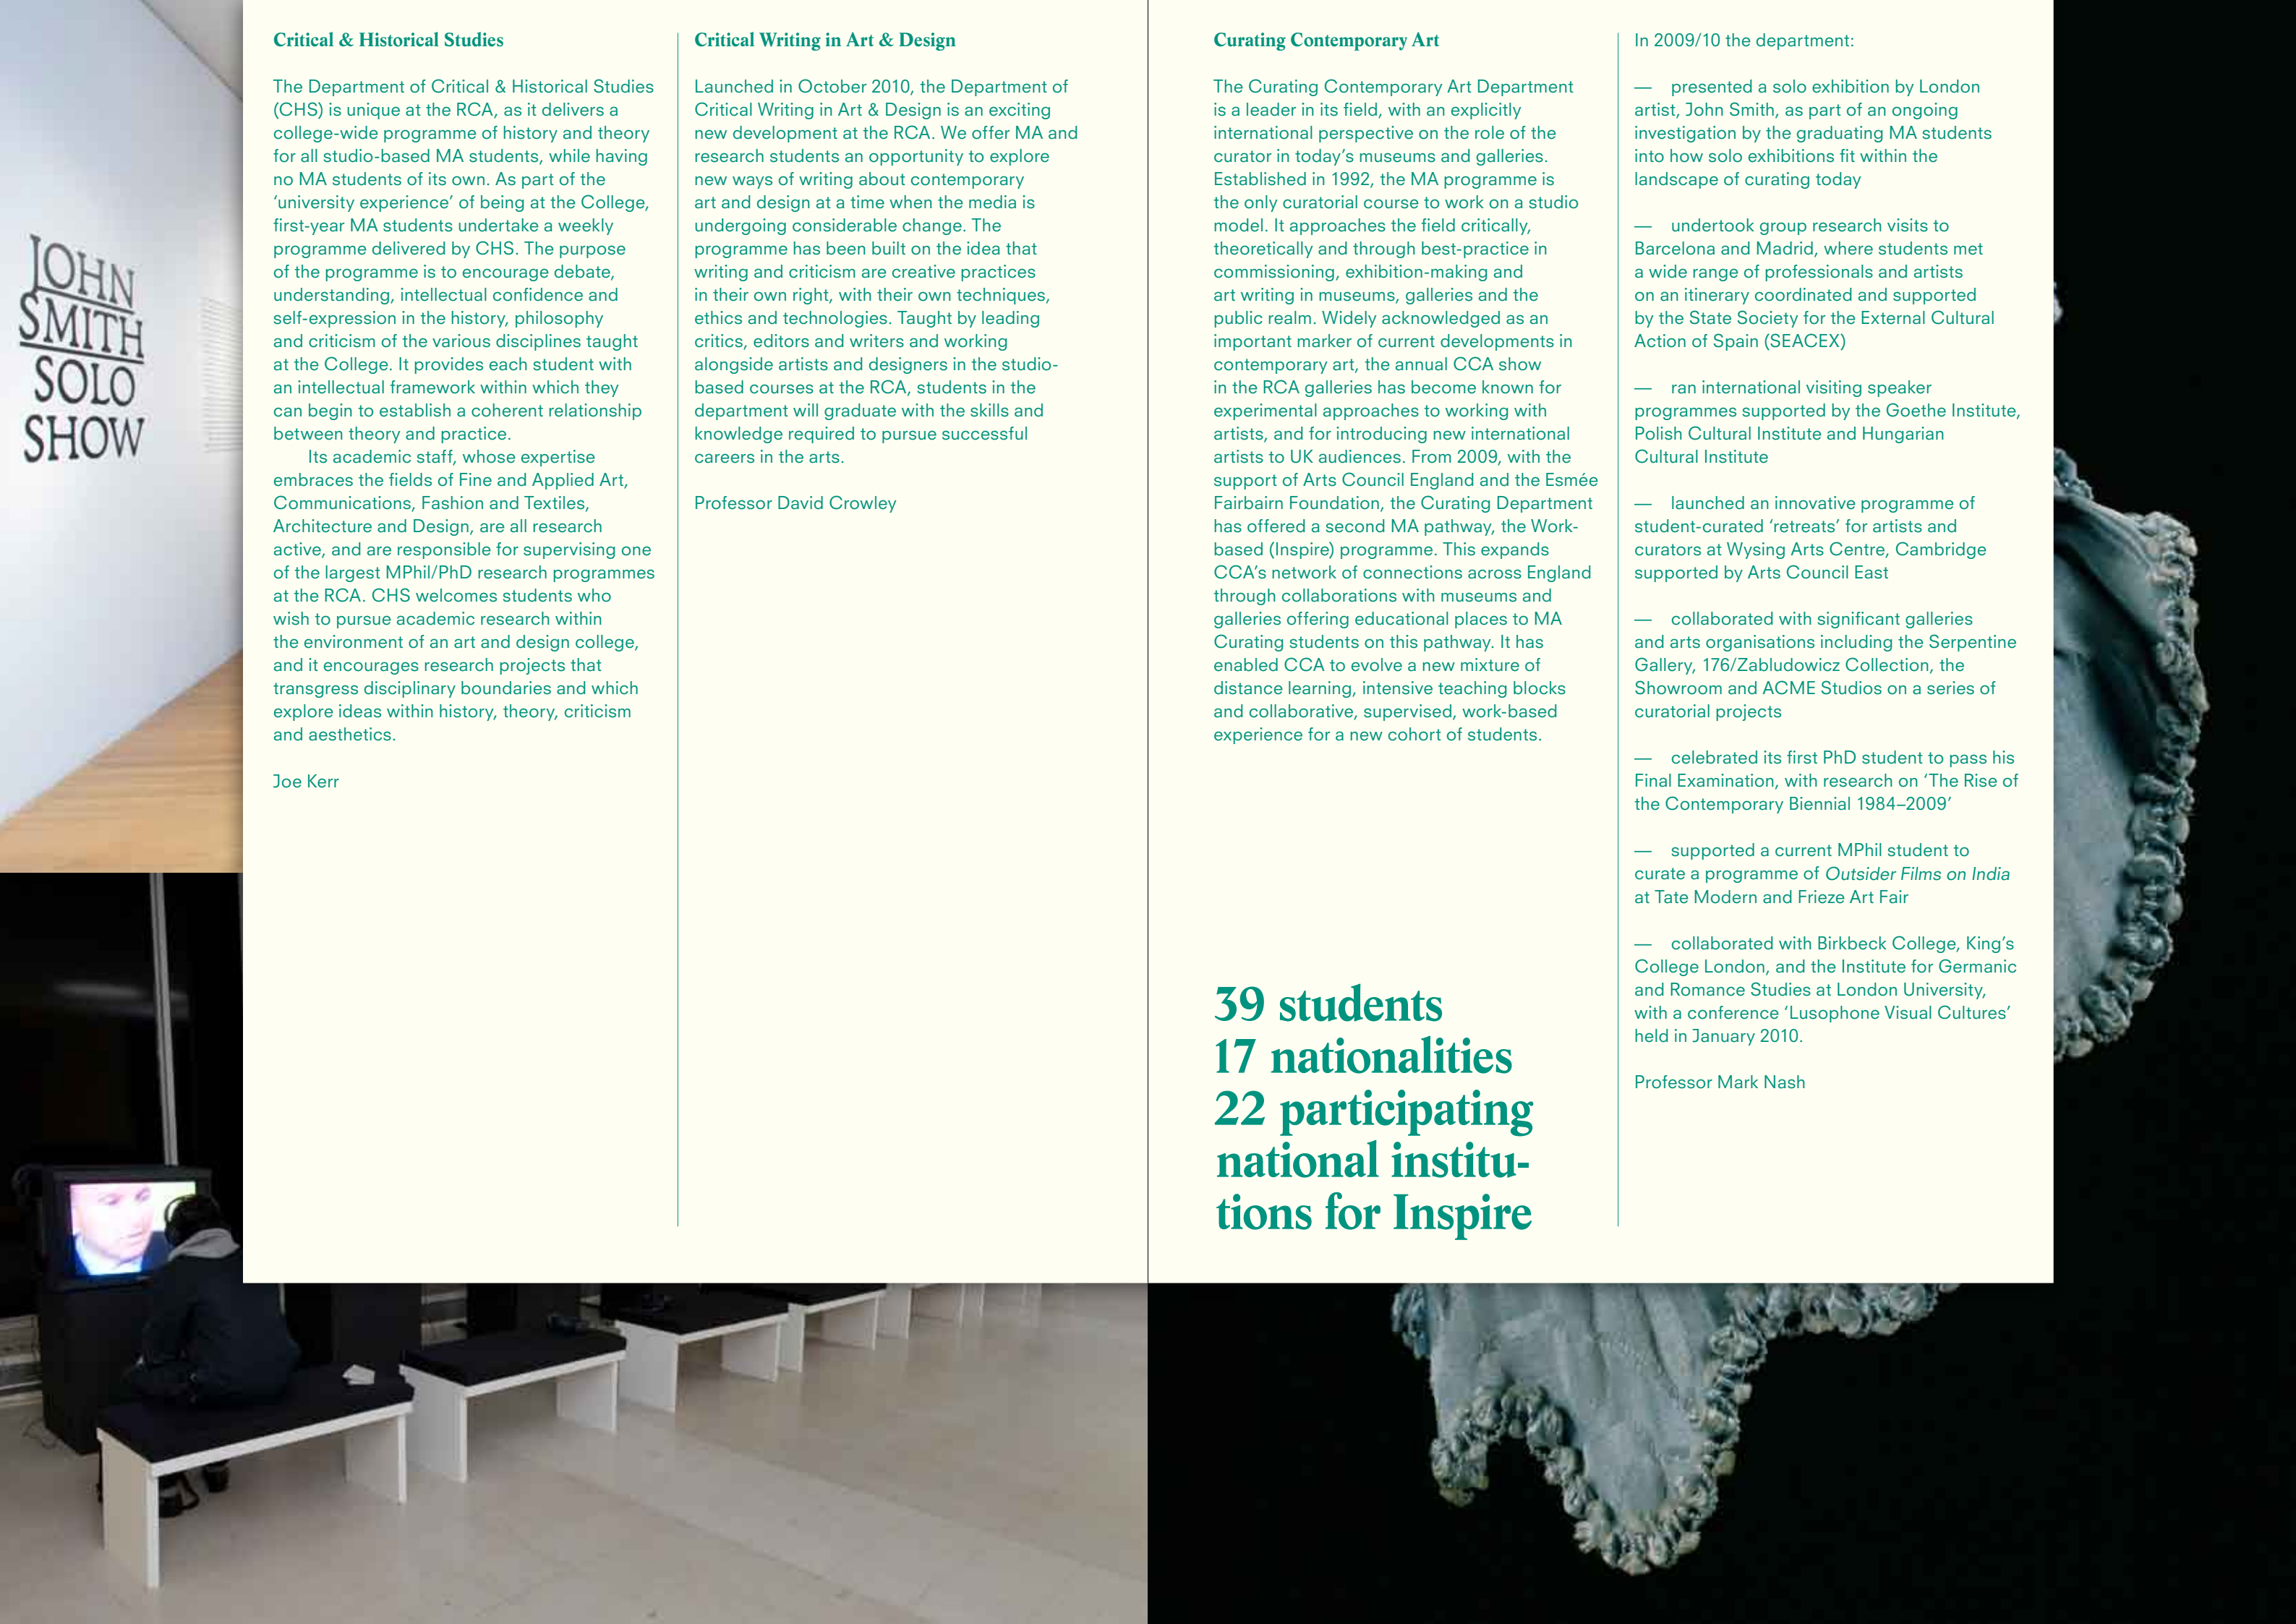 JOHN
SMITH
SOLO
SHOW
Critical & Historical Studies
The Department of Critical & Historical Studies
(CHS) is unique at the RCA, as it delivers a
college-wide programme of history and theory
for all studio-based MA students, while having
no MA students of its own. As part of the
‘university experience’ of being at the College,
first-year MA students undertake a weekly
programme delivered by CHS. The purpose
of the programme is to encourage debate,
understanding, intellectual confidence and
self-expression in the history, philosophy
and criticism of the various disciplines taught
at the College. It provides each student with
an intellectual framework within which they
can begin to establish a coherent relationship
between theory and practice.
Its academic staff, whose expertise
embraces the fields of Fine and Applied Art,
Communications, Fashion and Textiles,
Architecture and Design, are all research
active, and are responsible for supervising one
of the largest MPhil/PhD research programmes
at the RCA. CHS welcomes students who
wish to pursue academic research within
the environment of an art and design college,
and it encourages research projects that
transgress disciplinary boundaries and which
explore ideas within history, theory, criticism
and aesthetics.
Joe Kerr
Critical Writing in Art & Design
Launched in October 2010, the Department of
Critical Writing in Art & Design is an exciting
new development at the RCA. We offer MA and
research students an opportunity to explore
new ways of writing about contemporary
art and design at a time when the media is
undergoing considerable change. The
programme has been built on the idea that
writing and criticism are creative practices
in their own right, with their own techniques,
ethics and technologies. Taught by leading
critics, editors and writers and working
alongside artists and designers in the studio-
based courses at the RCA, students in the
department will graduate with the skills and
knowledge required to pursue successful
careers in the arts.
Professor David Crowley
Curating Contemporary Art
The Curating Contemporary Art Department
is a leader in its field, with an explicitly
international perspective on the role of the
curator in today’s museums and galleries.
Established in 1992, the MA programme is
the only curatorial course to work on a studio
model. It approaches the field critically,
theoretically and through best-practice in
commissioning, exhibition-making and
art writing in museums, galleries and the
public realm. Widely acknowledged as an
important marker of current developments in
contemporary art, the annual CCA show
in the RCA galleries has become known for
experimental approaches to working with
artists, and for introducing new international
artists to UK audiences. From 2009, with the
support of Arts Council England and the Esmée
Fairbairn Foundation, the Curating Department
has offered a second MA pathway, the Work-
based (Inspire) programme. This expands
CCA’s network of connections across England
through collaborations with museums and
galleries offering educational places to MA
Curating students on this pathway. It has
enabled CCA to evolve a new mixture of
distance learning, intensive teaching blocks
and collaborative, supervised, work-based
experience for a new cohort of students.
39 students
17 nationalities
22 participating
national institu-
tions for Inspire
In 2009/10 the department:
— presented a solo exhibition by London
artist, John Smith, as part of an ongoing
investigation by the graduating MA students
into how solo exhibitions fit within the
landscape of curating today
— undertook group research visits to
Barcelona and Madrid, where students met
a wide range of professionals and artists
on an itinerary coordinated and supported
by the State Society for the External Cultural
Action of Spain (SEACEX)
— ran international visiting speaker
programmes supported by the Goethe Institute,
Polish Cultural Institute and Hungarian
Cultural Institute
— launched an innovative programme of
student-curated ‘retreats’ for artists and
curators at Wysing Arts Centre, Cambridge
supported by Arts Council East
— collaborated with significant galleries
and arts organisations including the Serpentine
Gallery, 176/Zabludowicz Collection, the
Showroom and ACME Studios on a series of
curatorial projects
— celebrated its first PhD student to pass his
Final Examination, with research on ‘The Rise of
the Contemporary Biennial 1984–2009’
— supported a current MPhil student to
curate a programme of Outsider Films on India
at Tate Modern and Frieze Art Fair
— collaborated with Birkbeck College, King’s
College London, and the Institute for Germanic
and Romance Studies at London University,
with a conference ‘Lusophone Visual Cultures’
held in January 2010.
Professor Mark Nash